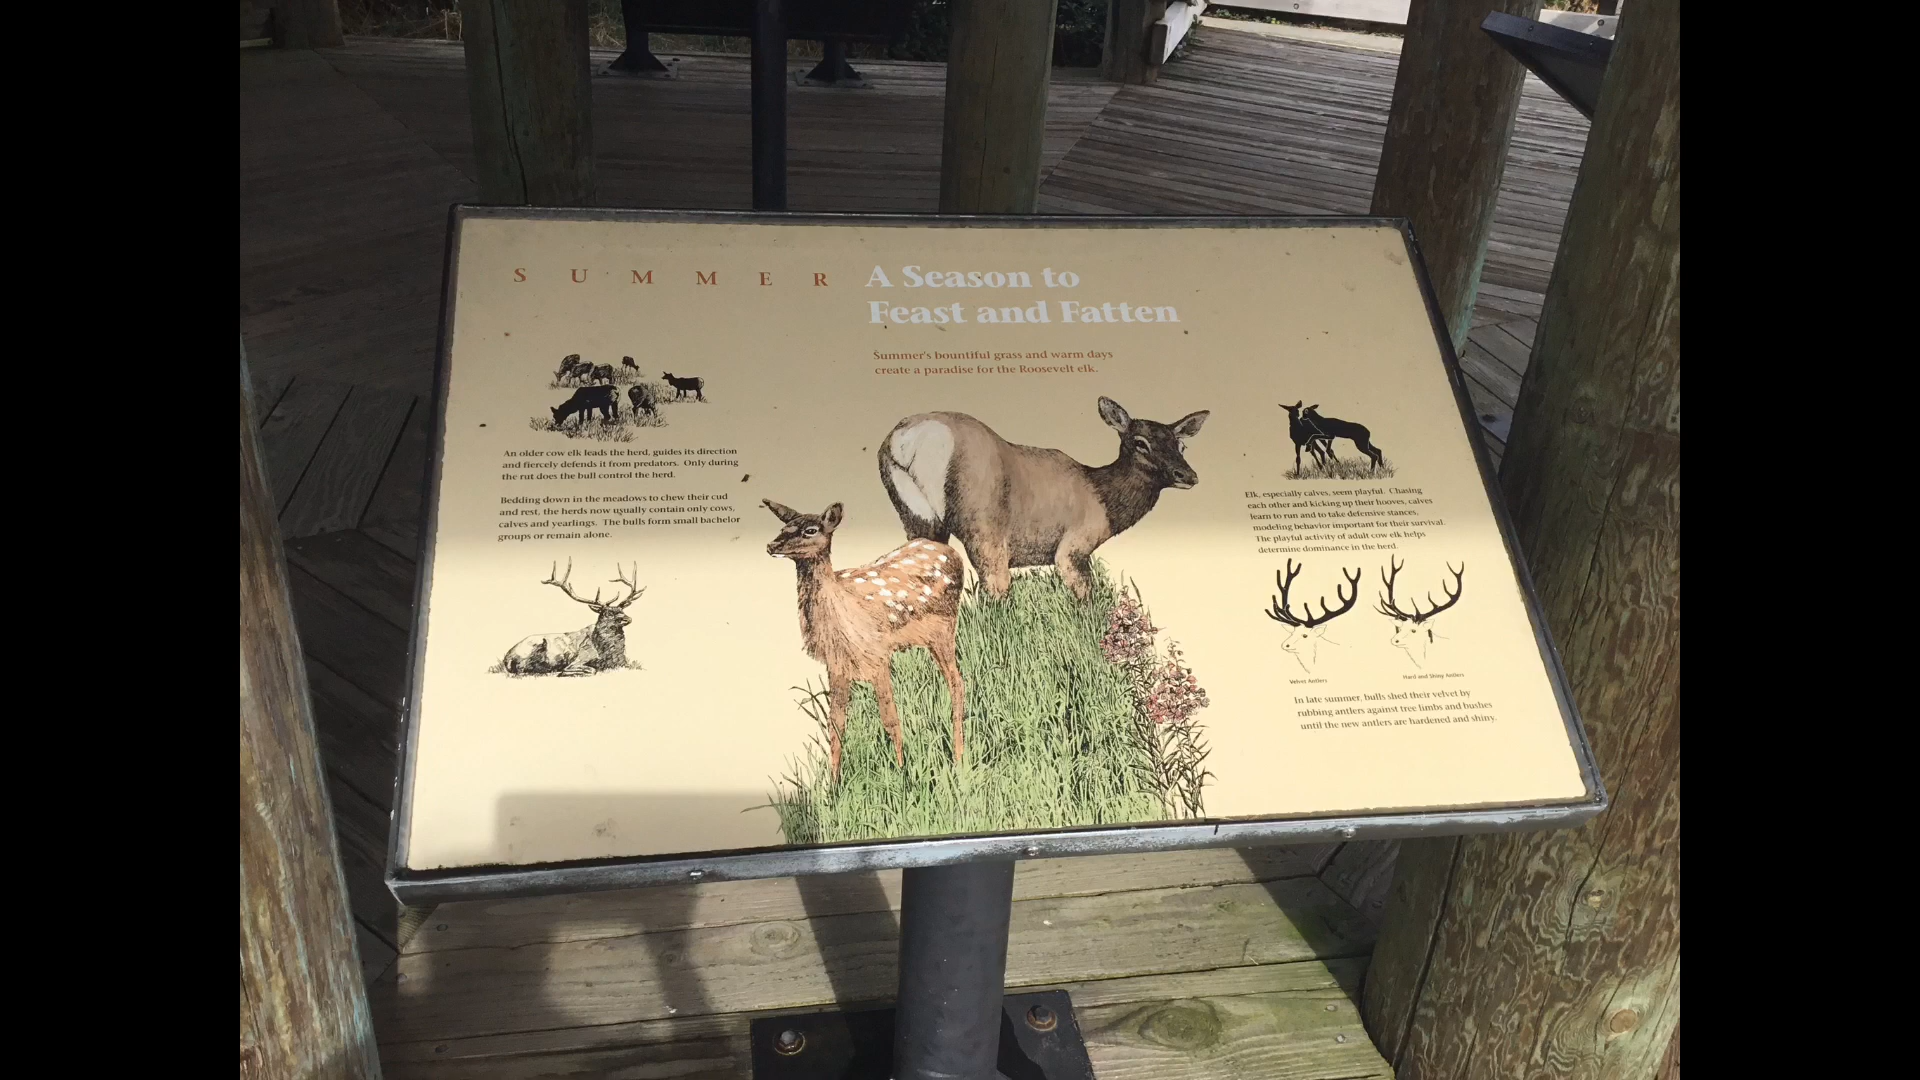 SUMMER
A Season to
Feast and Fatten
Summer's bountiful grass and warm days
create a paradise for the Roosevelt elk.
An older cow elk leads the herd, guides its direction
and fiercely defends it from predators. Only during
the rut does the bull control the herd.
Bedding down in the meadows to chew their cud
and rest, the herds now usually contain only cows,
calves and yearlings. The bulls form small bachelor
groups or remain alone.
Elk, especially calves, seem playful. Chasing
each other and kicking up their hooves, calves
learn to run and to take defensive stances,
modeling behavior important for their survival.
The playful activity of adult cow elk helps
determine dominance in the herd.
Velvet Antlers
Hard and Shiny Antlers
In late summer, bulls shed their velvet by
rubbing antlers against tree limbs and bushes
until the new antlers are hardened and shiny.